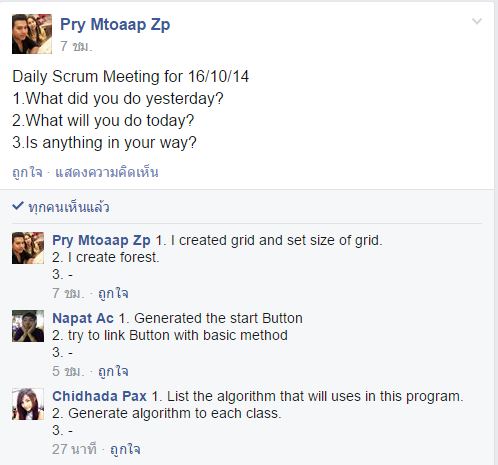 Pry Mtoaap Zp
7 ชม.
Daily Scrum Meeting for 16/10/14
1.What did you do yesterday?
2.What will you do today?
3.Is anything in your way?
ถูกใจ · แสดงความคิดเห็น
ทุกคนเห็นแล้ว
Pry Mtoaap Zp 1. I created grid and set size of grid.
2. I create forest.
3. -
7 ชม. · ถูกใจ
Napat Ac 1. Generated the start Button
2. try to link Button with basic method
3. -
5 ชม. · ถูกใจ
Chidhada Pax 1. List the algorithm that will uses in this program.
2. Generate algorithm to each class.
3. -
27 นาที · ถูกใจ